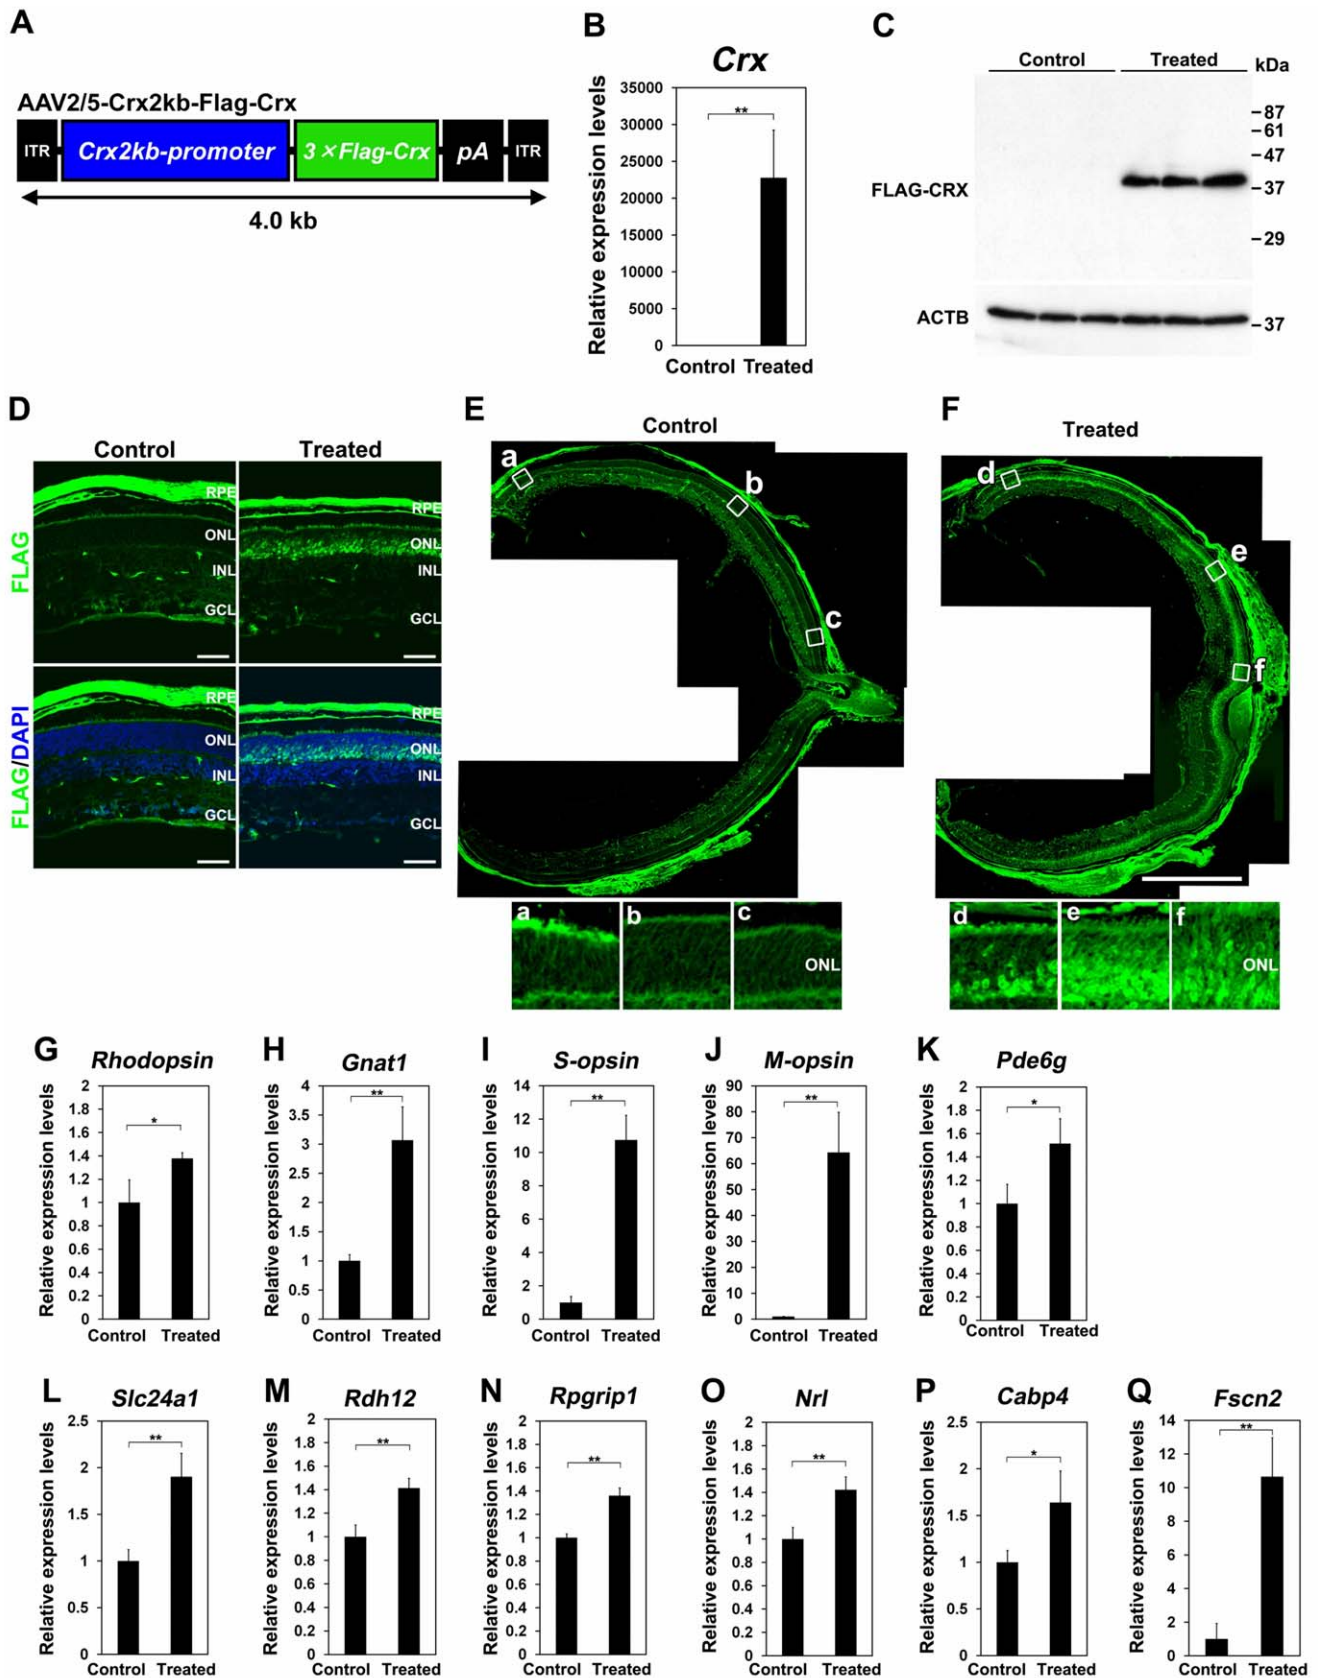 A
AAV2/5-Crx2kb-Flag-Crx
ITR Crx2kb-promoter 3×Flag-Crx pA ITR
4.0 kb
B
Crx
Relative expression levels
35000
30000
25000
20000
15000
10000
5000
0
**
Control Treated
C
Control Treated kDa
87
61
47
FLAG-CRX
37
29
ACTB
37
D
Control Treated
FLAG
RPE RPE
ONL ONL
INL INL
GCL GCL
FLAG/DAPI
RPE RPE
ONL ONL
INL INL
GCL GCL
E
Control
a
b
c
a b c
ONL
F
Treated
d
e
f
d e f
ONL
G
Rhodopsin
Relative expression levels
2
1.8
1.6
1.4
1.2
1
0.8
0.6
0.4
0.2
0
*
Control Treated
H
Gnat1
Relative expression levels
4
3.5
3
2.5
2
1.5
1
0.5
0
**
Control Treated
I
S-opsin
Relative expression levels
14
12
10
8
6
4
2
0
**
Control Treated
J
M-opsin
Relative expression levels
90
80
70
60
50
40
30
20
10
0
**
Control Treated
K
Pde6g
Relative expression levels
2
1.8
1.6
1.4
1.2
1
0.8
0.6
0.4
0.2
0
*
Control Treated
L
Slc24a1
Relative expression levels
2.5
2
1.5
1
0.5
0
**
Control Treated
M
Rdh12
Relative expression levels
2
1.8
1.6
1.4
1.2
1
0.8
0.6
0.4
0.2
0
**
Control Treated
N
Rpgrip1
Relative expression levels
2
1.8
1.6
1.4
1.2
1
0.8
0.6
0.4
0.2
0
**
Control Treated
O
Nrl
Relative expression levels
2
1.8
1.6
1.4
1.2
1
0.8
0.6
0.4
0.2
0
**
Control Treated
P
Cabp4
Relative expression levels
2.5
2
1.5
1
0.5
0
*
Control Treated
Q
Fscn2
Relative expression levels
14
12
10
8
6
4
2
0
**
Control Treated